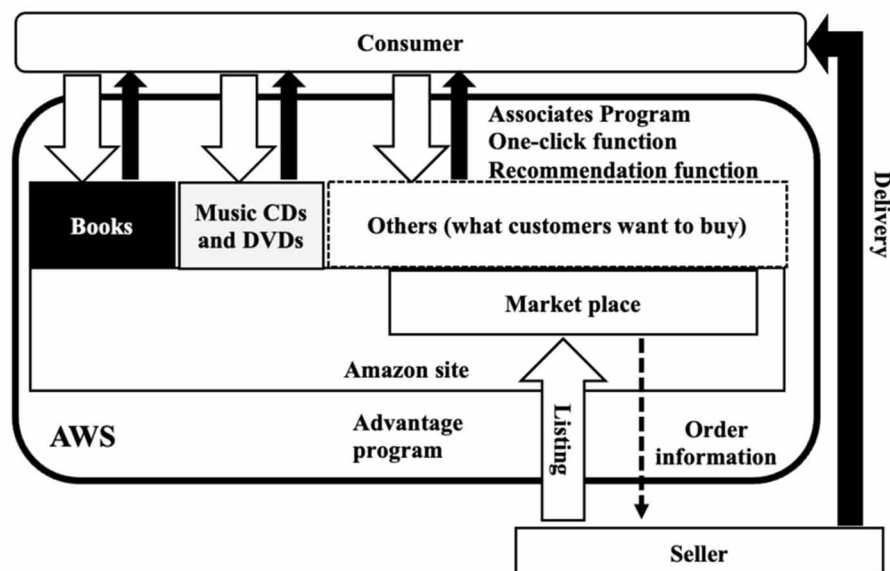 Consumer
Associates Program
One-click function
Recommendation function
Delivery
Books
Music CDs
and DVDs
Others (what customers want to buy)
Market place
Amazon site
Listing
AWS
Advantage
program
Order
information
Seller